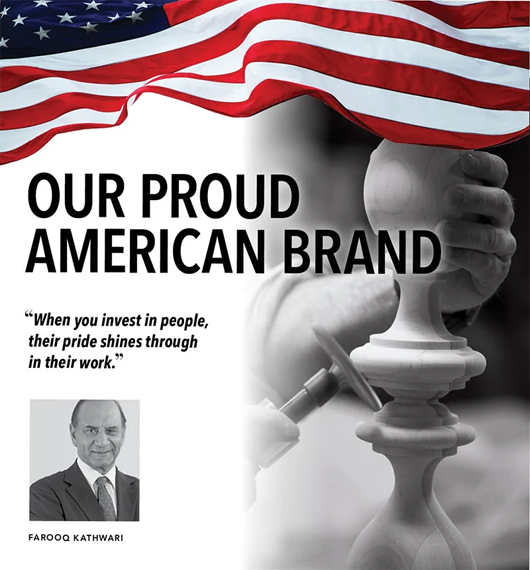 OUR PROUD
AMERICAN BRAND
“When you invest in people,
their pride shines through
in their work.”
FAROOQ KATHWARI